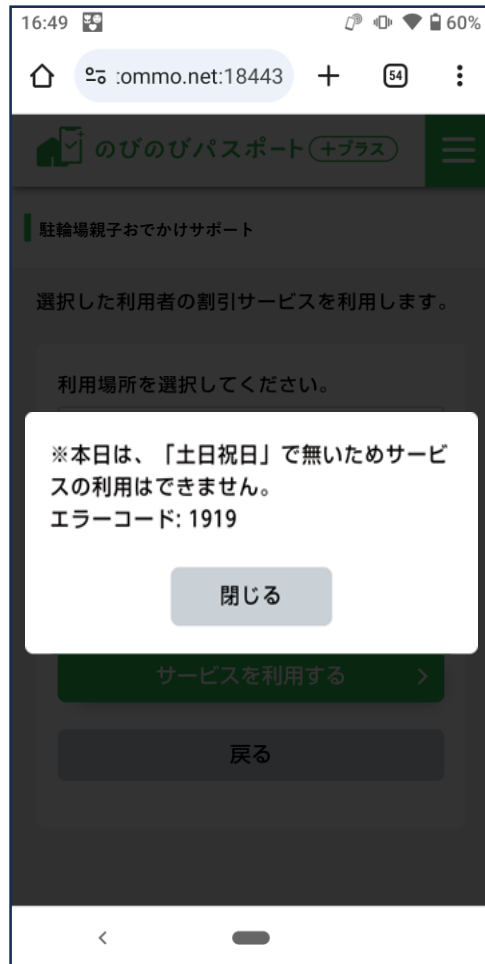 16:49 60%
:ommo.net:18443 54
のびのびパスポート +プラス
駐輪場親子おでかけサポート
選択した利用者の割引サービスを利用します。
利用場所を選択してください。
※本日は、「土日祝日」で無いためサービ
スの利用はできません。
エラーコード: 1919
閉じる
サービスを利用する
戻る